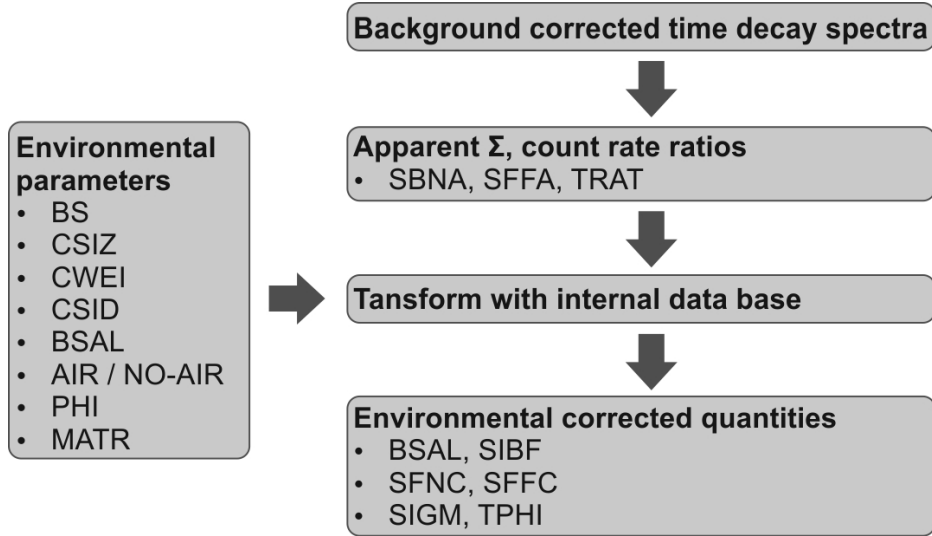 Background corrected time decay spectra
Apparent Σ, count rate ratios
• SBNA, SFFA, TRAT
Environmental
parameters
• BS
• CSIZ
• CWEI
• CSID
• BSAL
• AIR / NO-AIR
• PHI
• MATR
Tansform with internal data base
Environmental corrected quantities
• BSAL, SIBF
• SFNC, SFFC
• SIGM, TPHI